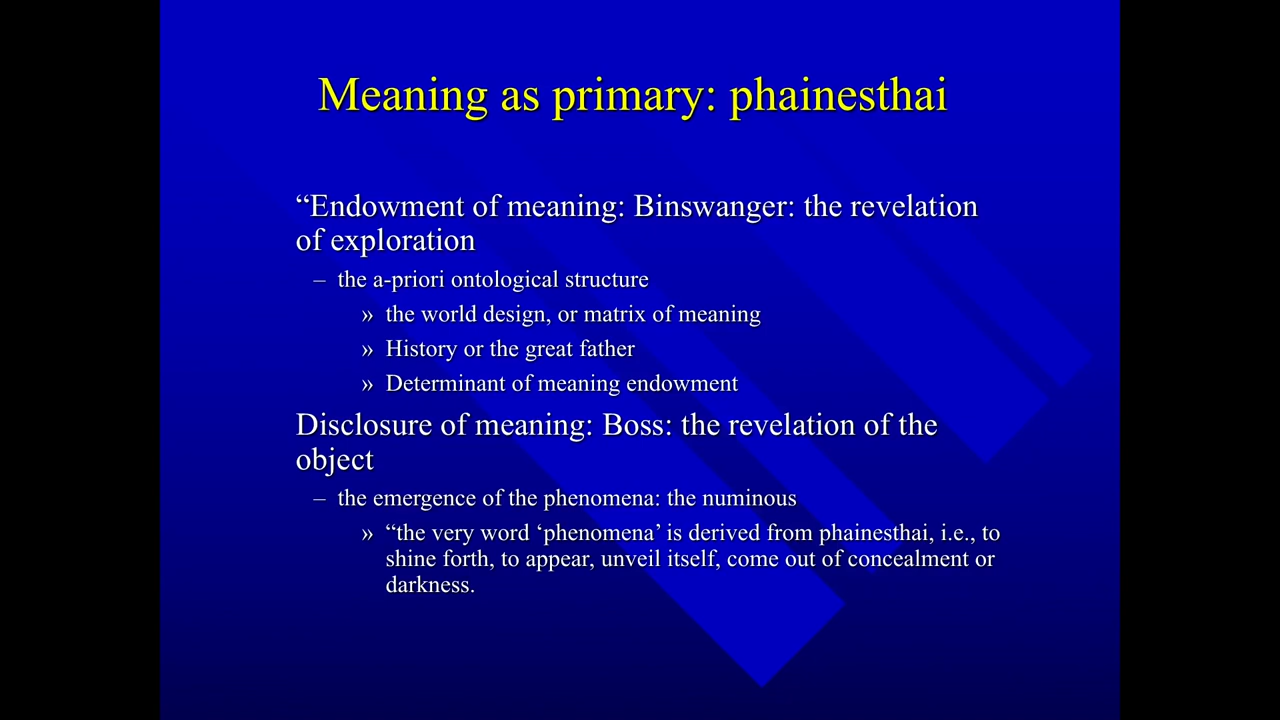 Meaning as primary: phainesthai
“Endowment of meaning: Binswanger: the revelation
of exploration
– the a-priori ontological structure
» the world design, or matrix of meaning
» History or the great father
» Determinant of meaning endowment
Disclosure of meaning: Boss: the revelation of the
object
– the emergence of the phenomena: the numinous
» “the very word ‘phenomena’ is derived from phainesthai, i.e., to
shine forth, to appear, unveil itself, come out of concealment or
darkness.